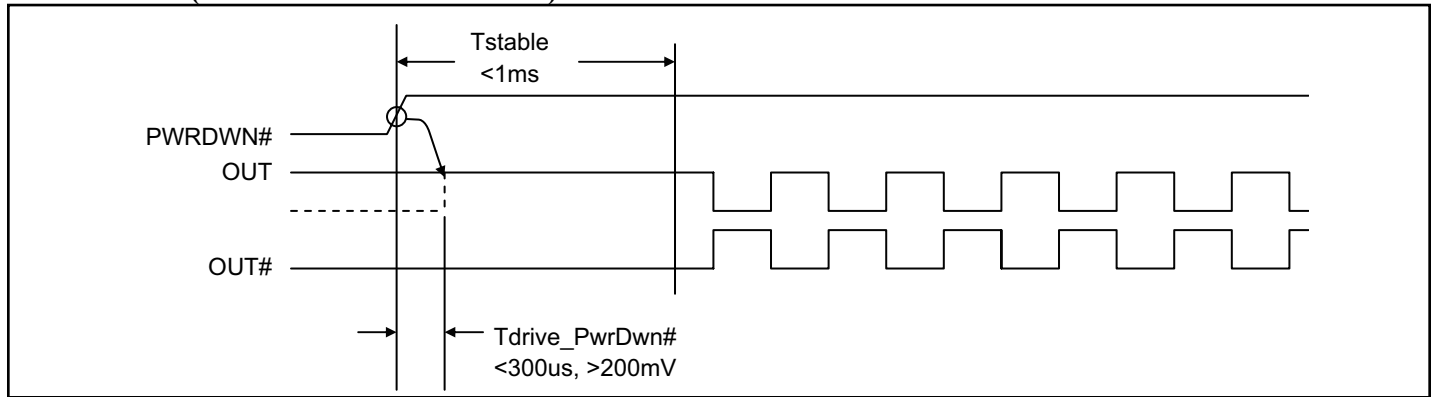 Tstable
<1ms
PWRDWN#
OUT
OUT#
Tdrive_PwrDwn#
<300us, >200mV